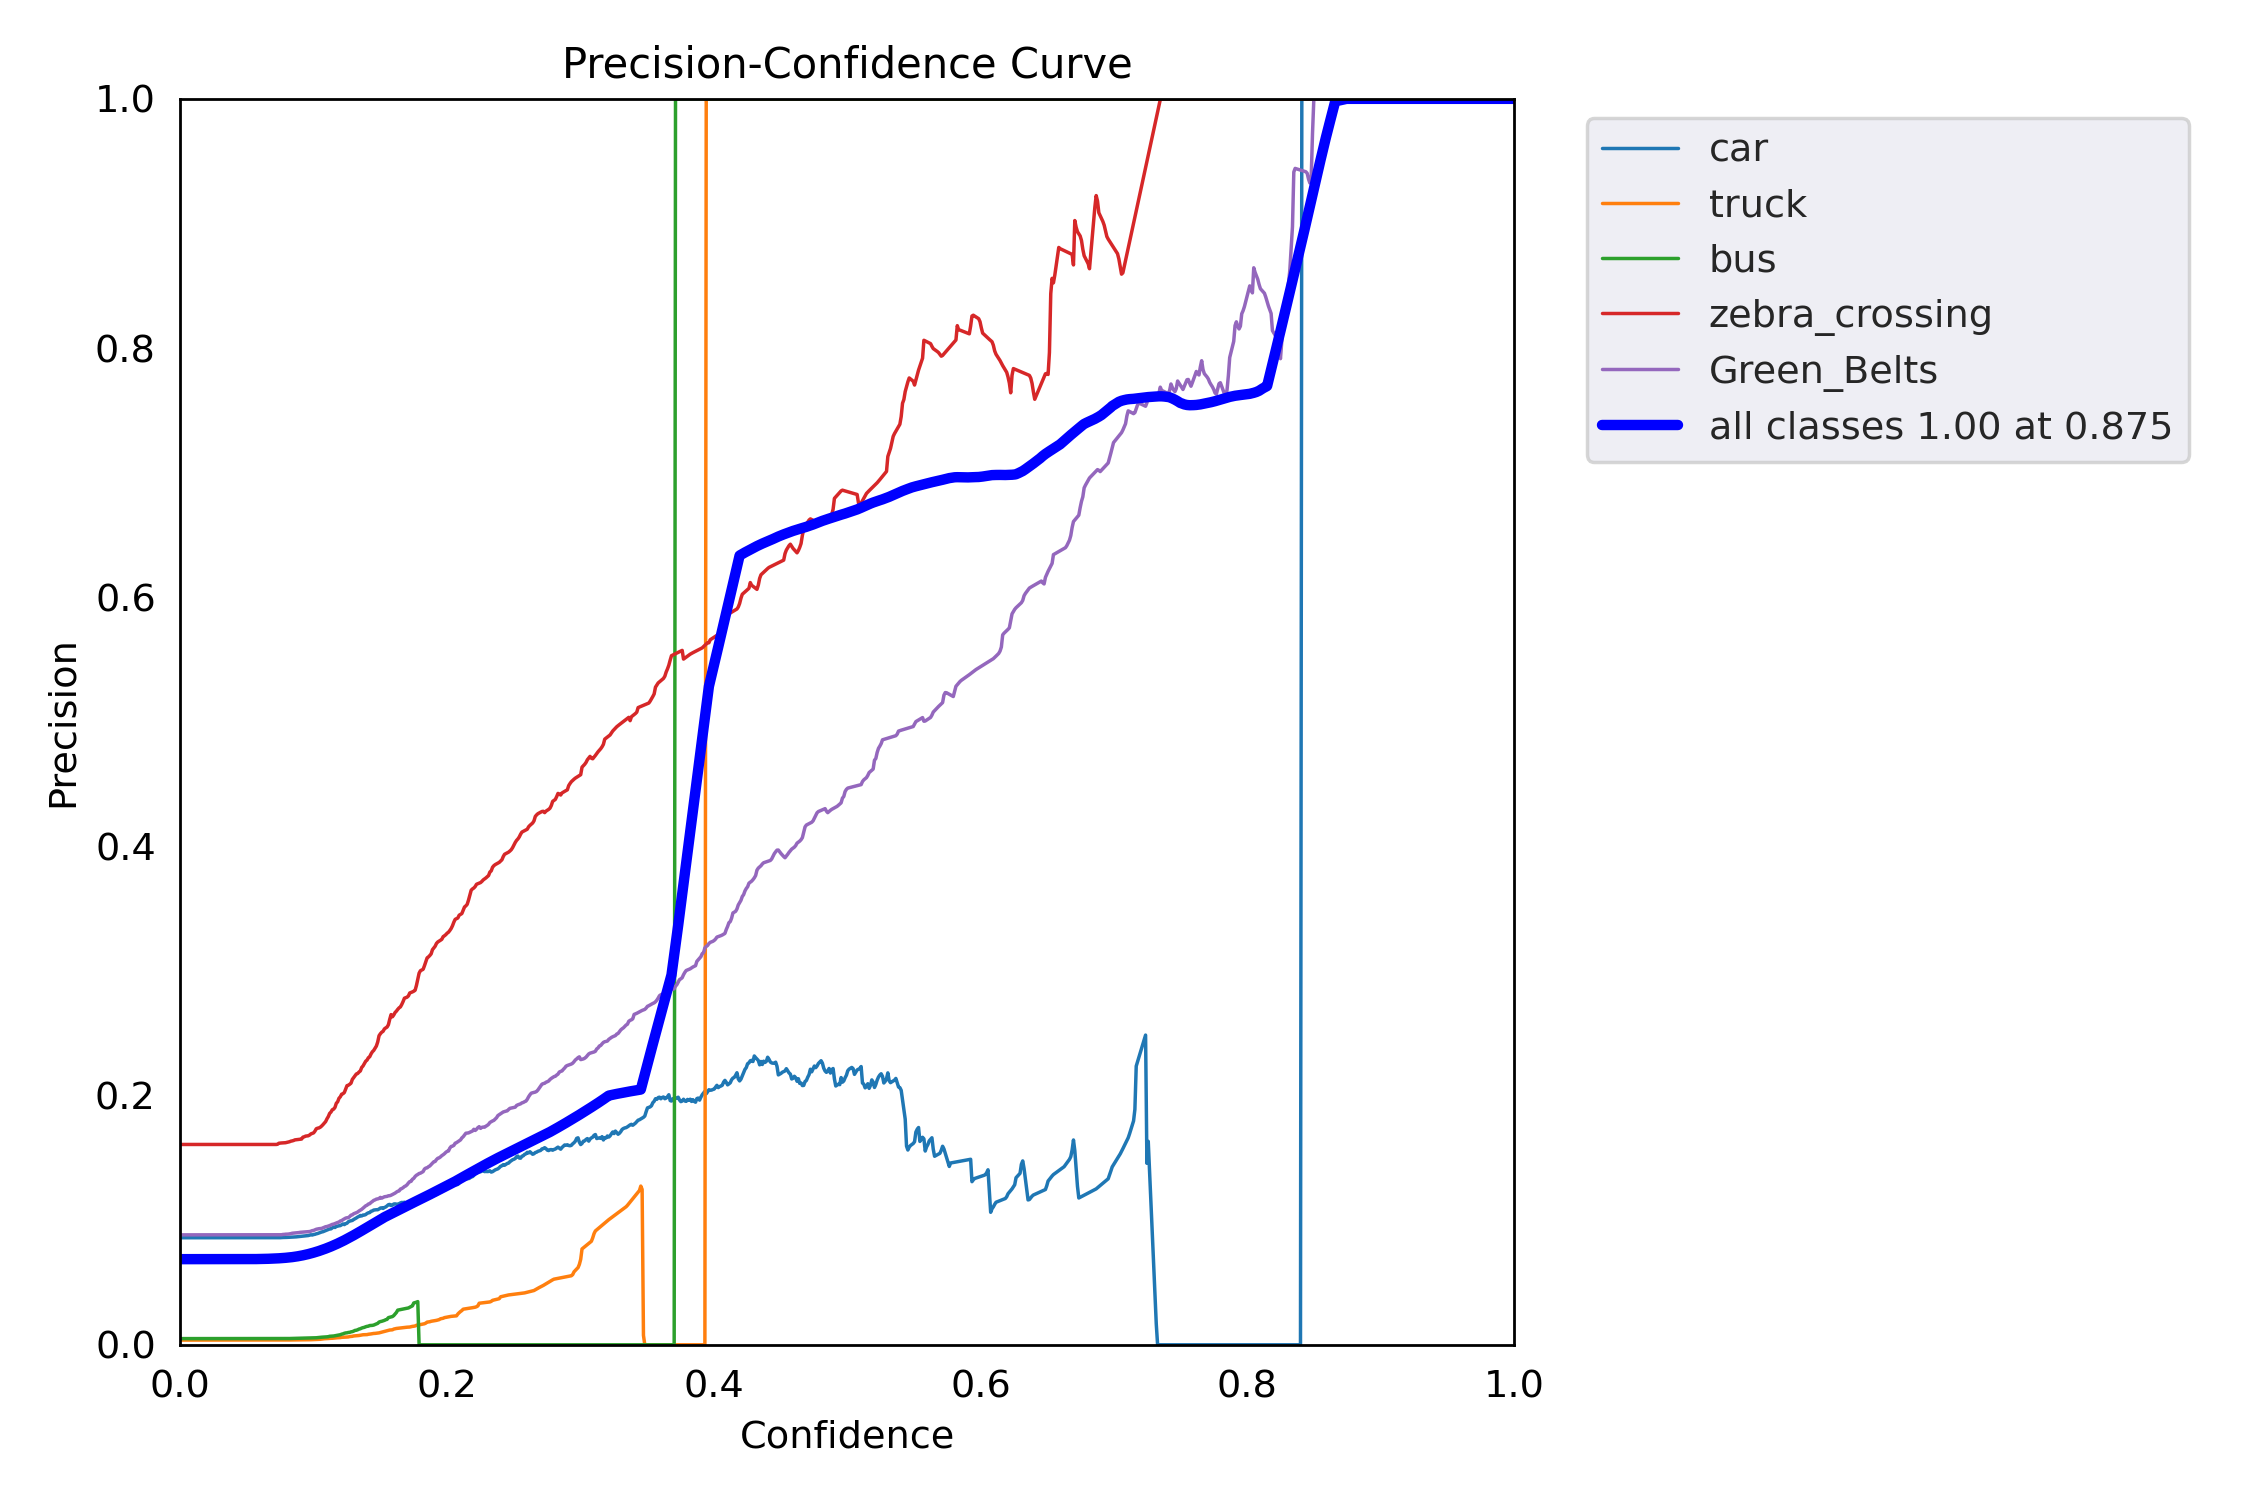 Precision-Confidence Curve
1.0
0.8
0.6
0.4
0.2
0.0
Precision
0.0 0.2 0.4 0.6 0.8 1.0
Confidence
car
truck
bus
zebra_crossing
Green_Belts
all classes 1.00 at 0.875